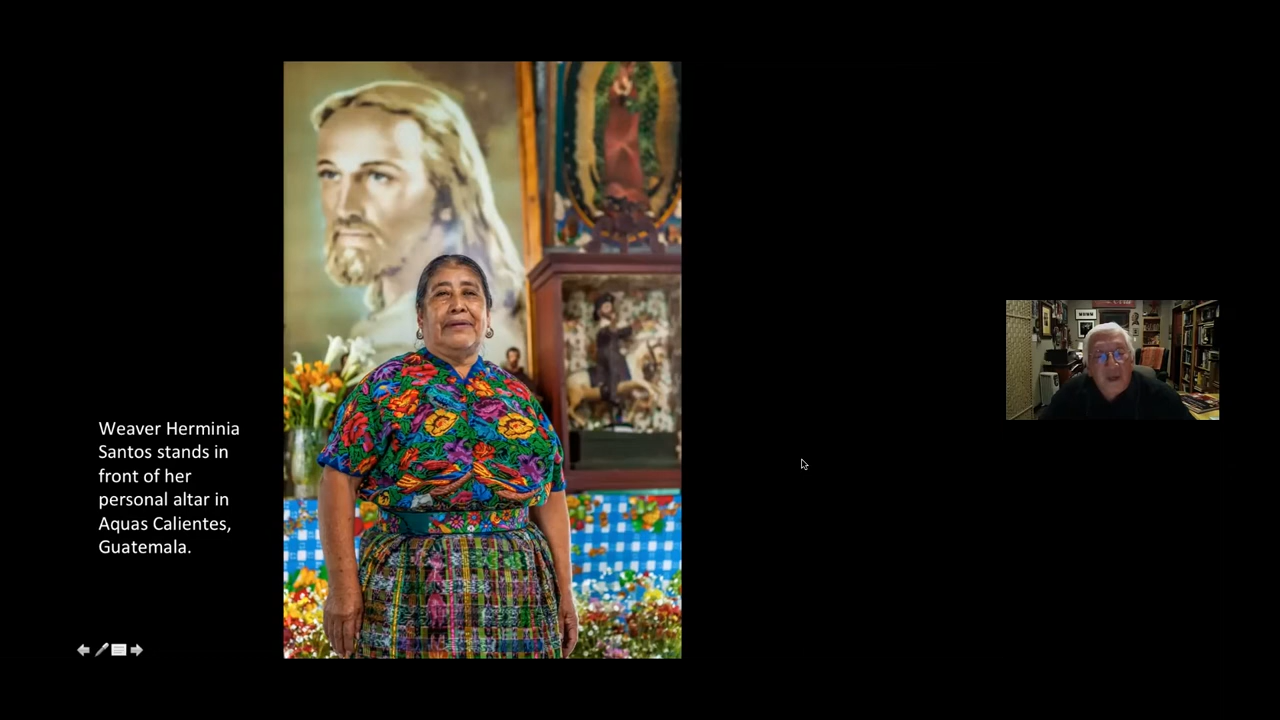 Weaver Herminia
Santos stands in
front of her
personal altar in
Aquas Calientes,
Guatemala.